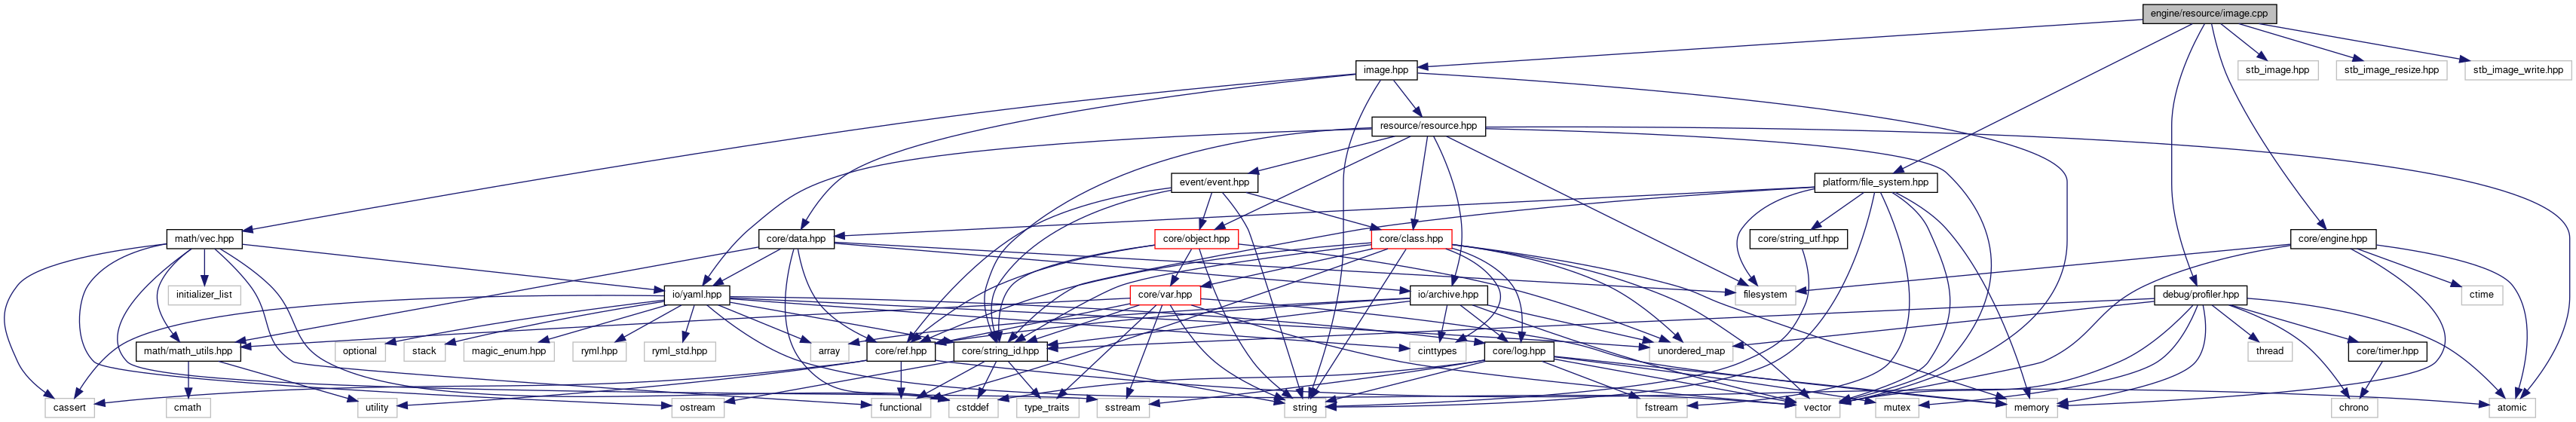 engine/resource/image.cpp
image.hpp
stb_image.hpp
stb_image_resize.hpp
stb_image_write.hpp
resource/resource.hpp
event/event.hpp
platform/file_system.hpp
math/vec.hpp
core/data.hpp
core/object.hpp
core/class.hpp
core/string_utf.hpp
core/engine.hpp
initializer_list
io/yaml.hpp
core/var.hpp
io/archive.hpp
filesystem
debug/profiler.hpp
ctime
math/math_utils.hpp
optional
stack
magic_enum.hpp
ryml.hpp
ryml_std.hpp
array
core/ref.hpp
core/string_id.hpp
cinttypes
core/log.hpp
unordered_map
thread
core/timer.hpp
cassert
cmath
utility
ostream
functional
cstddef
type_traits
sstream
string
fstream
vector
mutex
memory
chrono
atomic